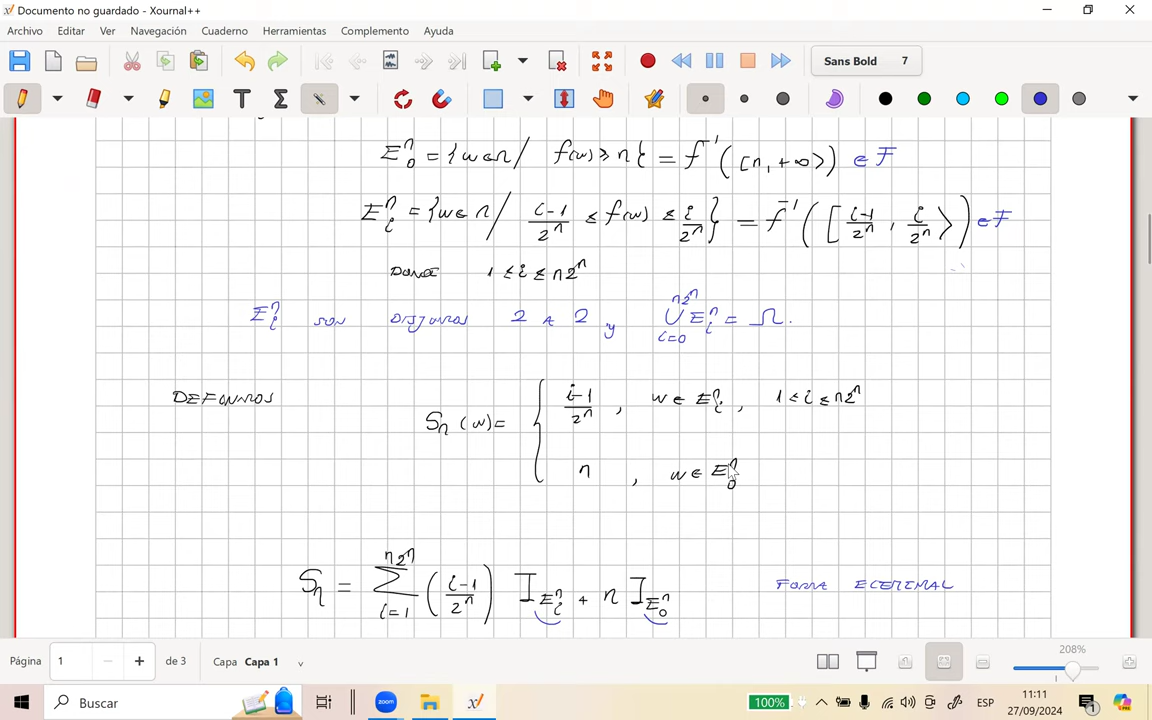 Documento no guardado - Xournal++
Archivo Editar Ver Navegación Cuaderno Herramientas Complemento Ayuda
Sans Bold 7
E₀ⁿ = {w∈Ω / f(w) ≥ n} = f⁻¹([n, +∞⟩) ∈ F
Eᵢⁿ = {w∈Ω / (i-1)/2ⁿ ≤ f(w) ≤ i/2ⁿ} = f⁻¹([(i-1)/2ⁿ, i/2ⁿ⟩) ∈ F
DONDE 1 ≤ i ≤ n2ⁿ
Eᵢⁿ SON DISJUNTOS 2 A 2 y ⋃_{i=0}^{n2ⁿ} Eᵢⁿ = Ω.
DEFINIMOS
Sₙ(w) = { (i-1)/2ⁿ , w ∈ Eᵢⁿ , 1 ≤ i ≤ n2ⁿ
n , w ∈ E₀ⁿ
Sₙ = ∑_{i=1}^{n2ⁿ} ((i-1)/2ⁿ) I_{Eᵢⁿ} + n I_{E₀ⁿ} FORMA
Página 1 de 3 Capa Capa 1 208%
Buscar zoom 100% ESP 11:11
27/09/2024 1